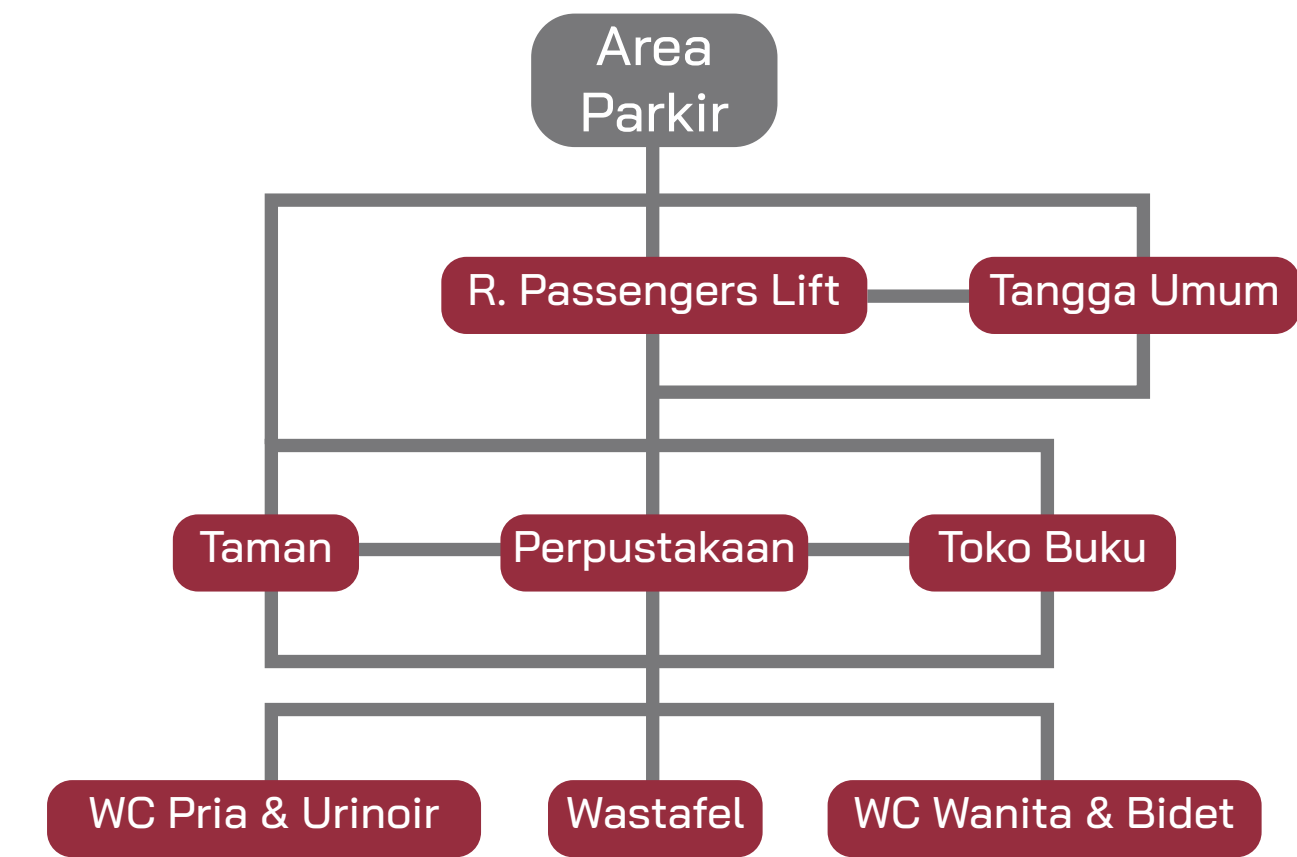 Area
Parkir
R. Passengers Lift
Tangga Umum
Taman
Perpustakaan
Toko Buku
WC Pria & Urinoir
Wastafel
WC Wanita & Bidet